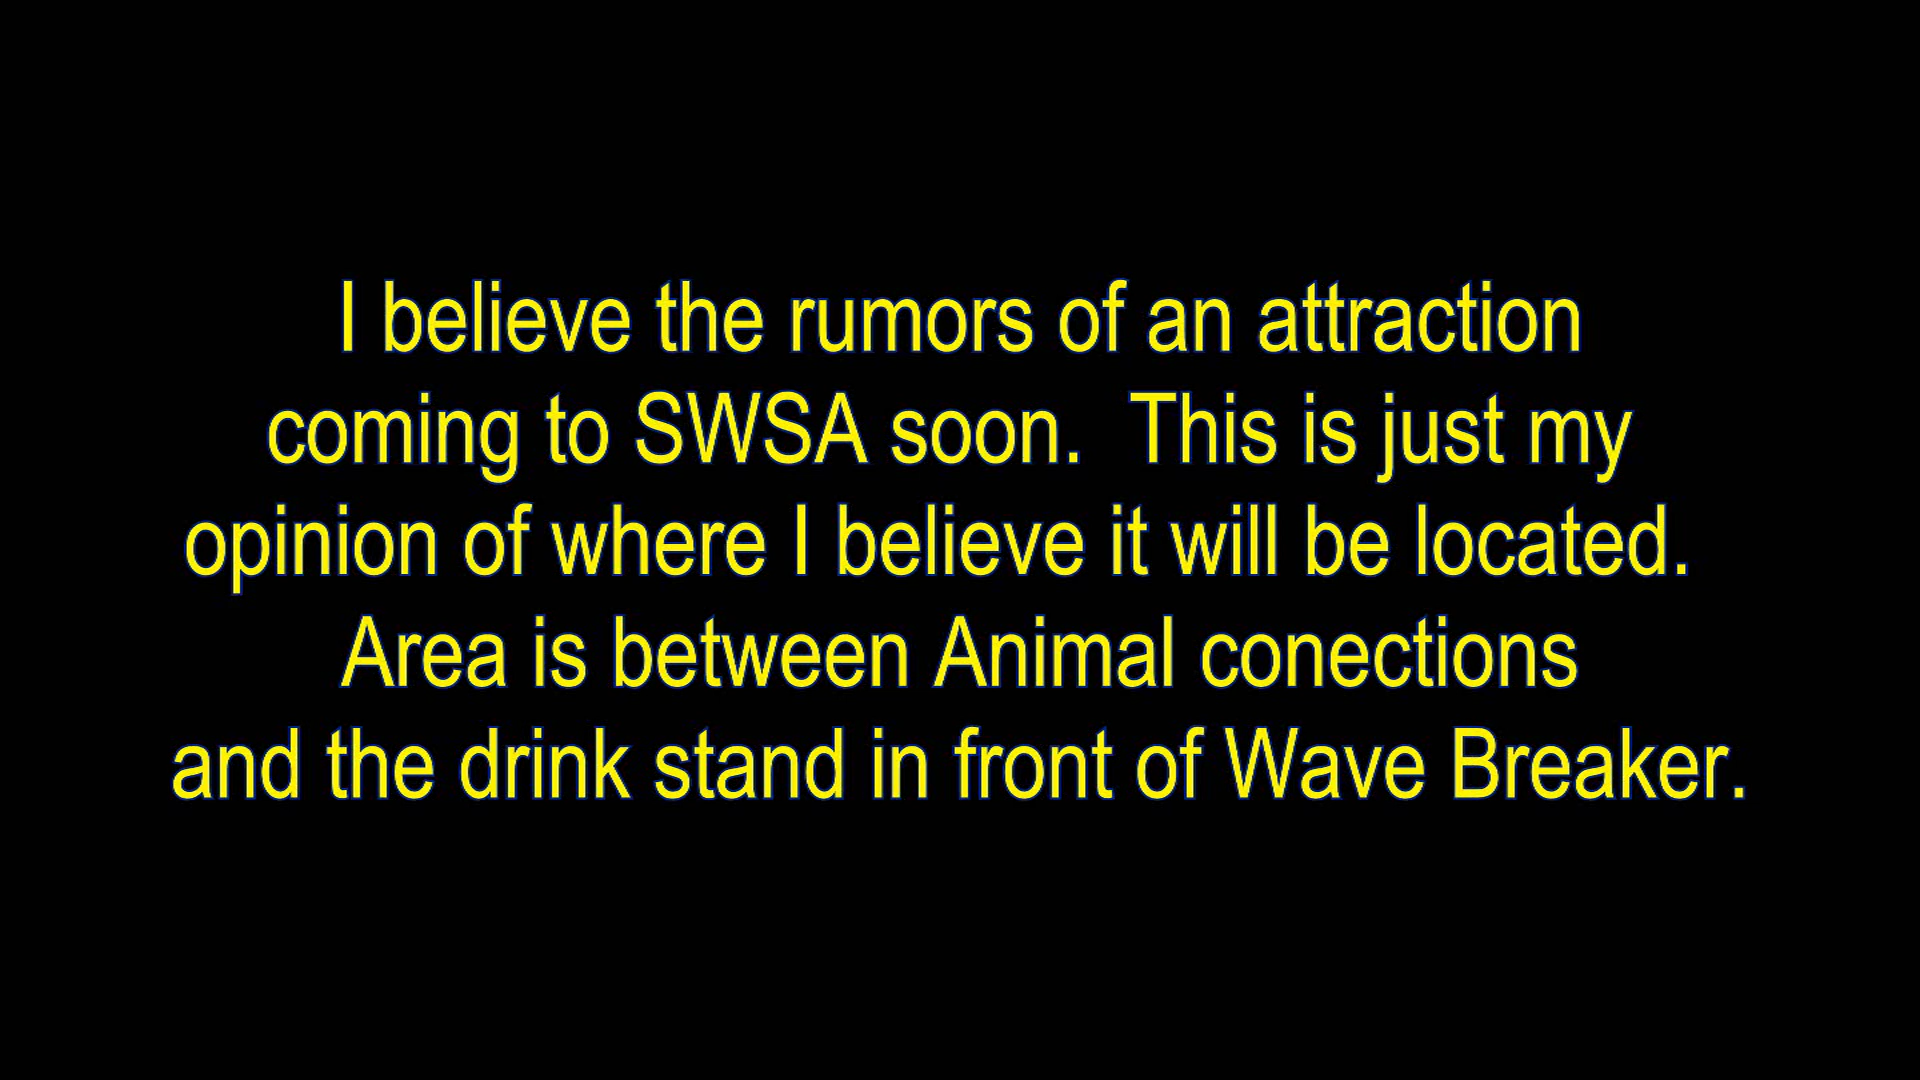 I believe the rumors of an attraction
coming to SWSA soon.  This is just my
opinion of where I believe it will be located.
Area is between Animal conections
and the drink stand in front of Wave Breaker.